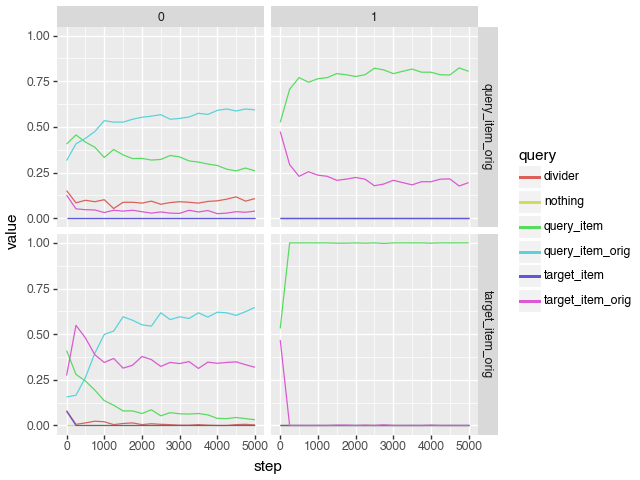 0
1
1.00
0.75
0.50
0.25
0.00
query_item_orig
1.00
0.75
0.50
0.25
0.00
target_item_orig
0 1000 2000 3000 4000 5000
0 1000 2000 3000 4000 5000
step
value
query
divider
nothing
query_item
query_item_orig
target_item
target_item_orig